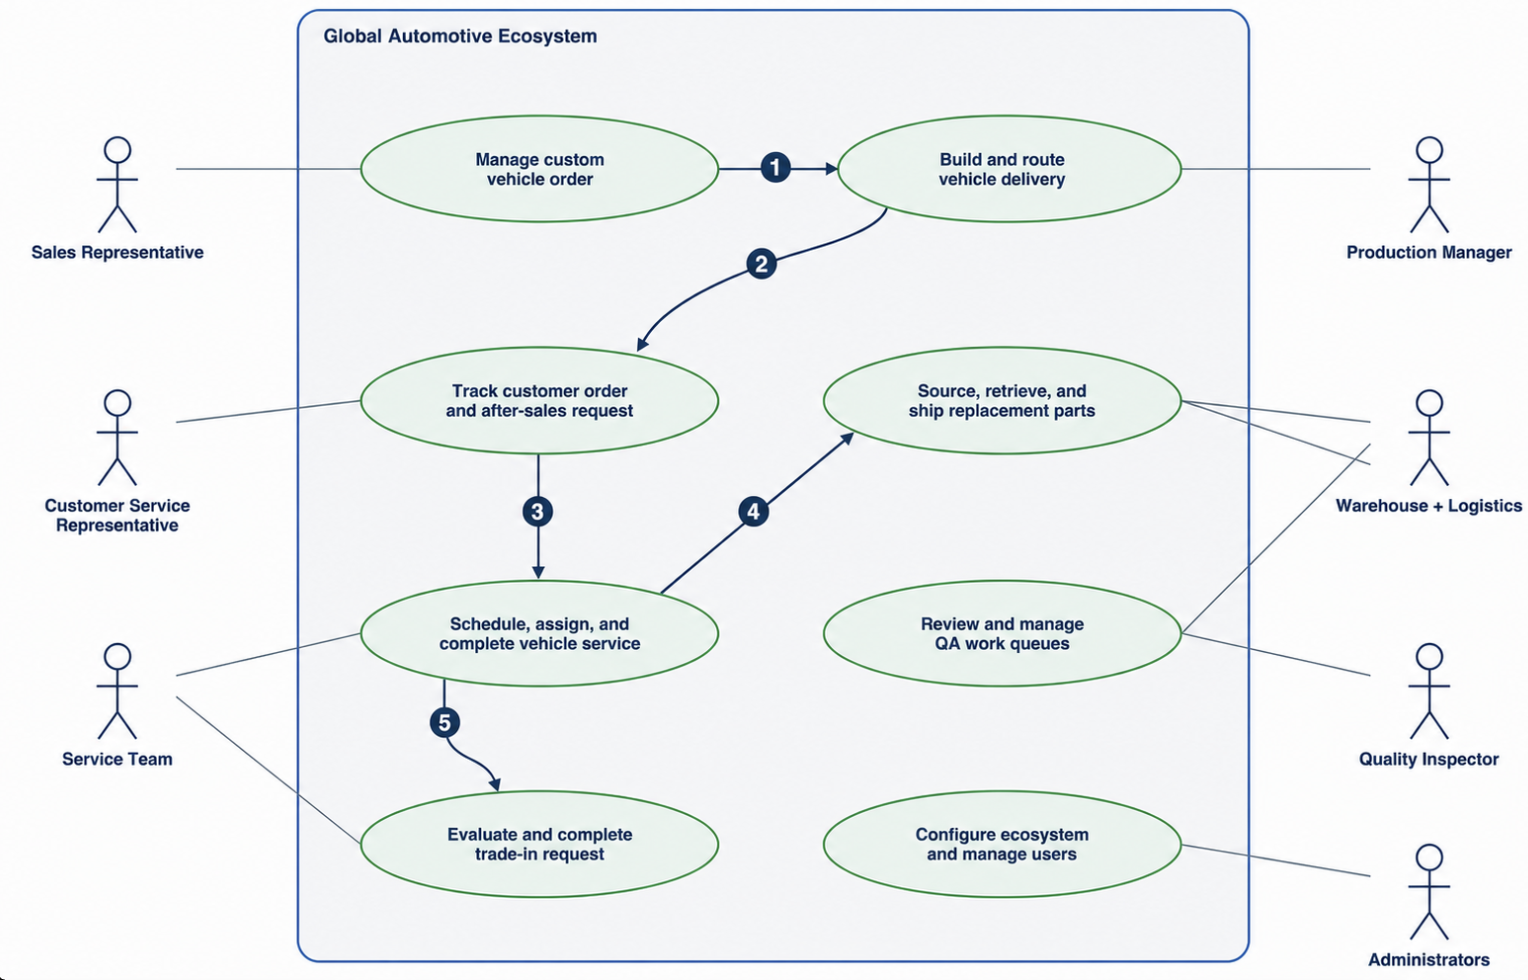 Global Automotive Ecosystem
Manage custom
vehicle order
1
Build and route
vehicle delivery
Sales Representative
Production Manager
2
Track customer order
and after-sales request
Source, retrieve, and
ship replacement parts
Customer Service
Representative
Warehouse + Logistics
3
4
Schedule, assign, and
complete vehicle service
Review and manage
QA work queues
Service Team
Quality Inspector
5
Evaluate and complete
trade-in request
Configure ecosystem
and manage users
Administrators